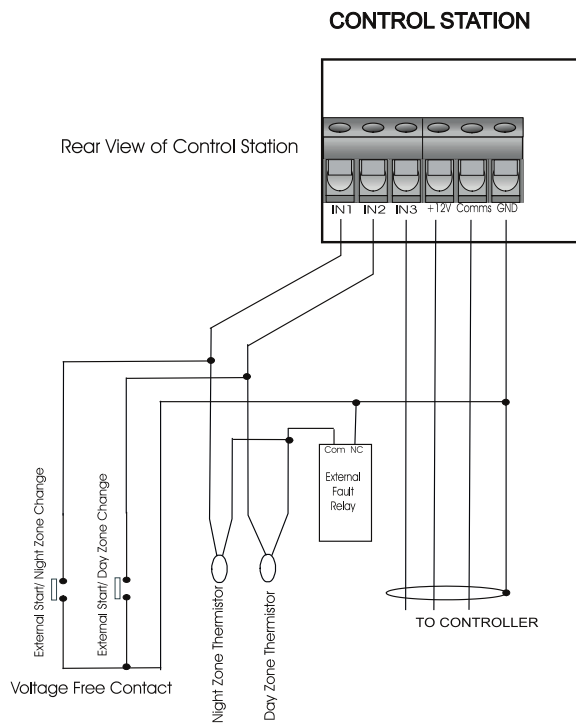 CONTROL STATION
Rear View of Control Station
IN1 IN2 IN3 +12V Comms GND
Com NC
External
Fault
Relay
External Start/ Night Zone Change
External Start/ Day Zone Change
Night Zone Thermistor
Day Zone Thermistor
TO CONTROLLER
Voltage Free Contact